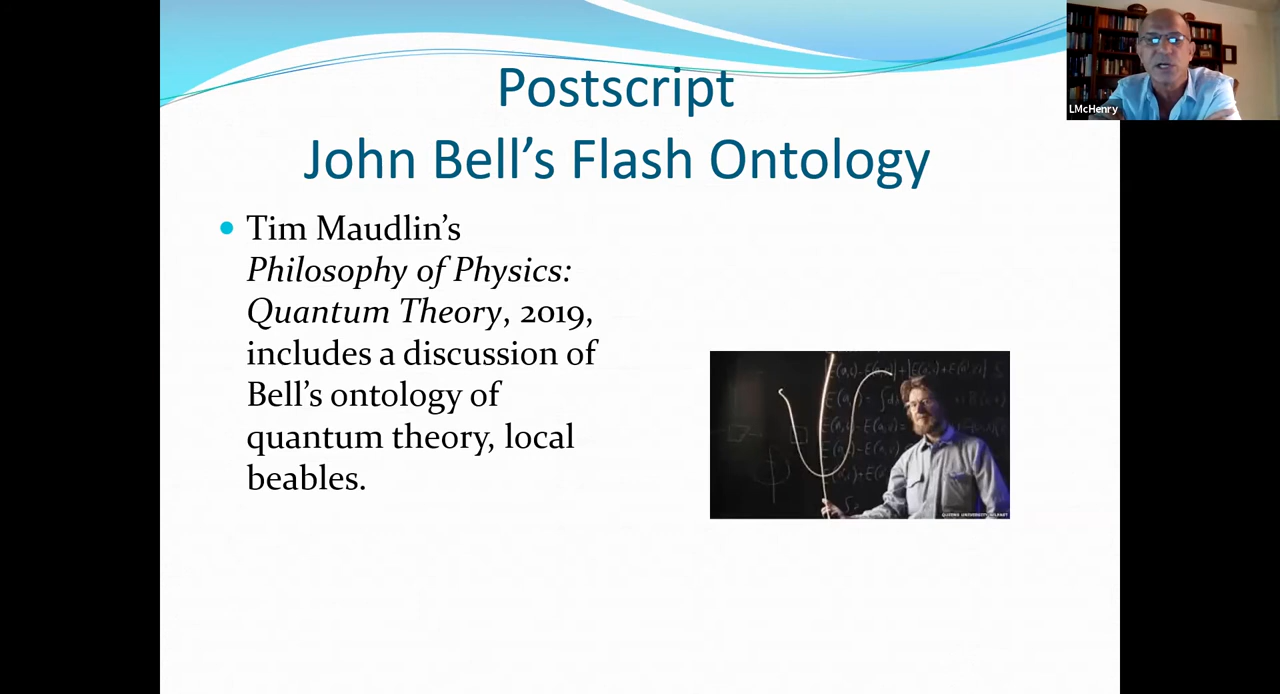 Postscript
John Bell’s Flash Ontology
LMcHenry
• Tim Maudlin’s
Philosophy of Physics:
Quantum Theory, 2019,
includes a discussion of
Bell’s ontology of
quantum theory, local
beables.